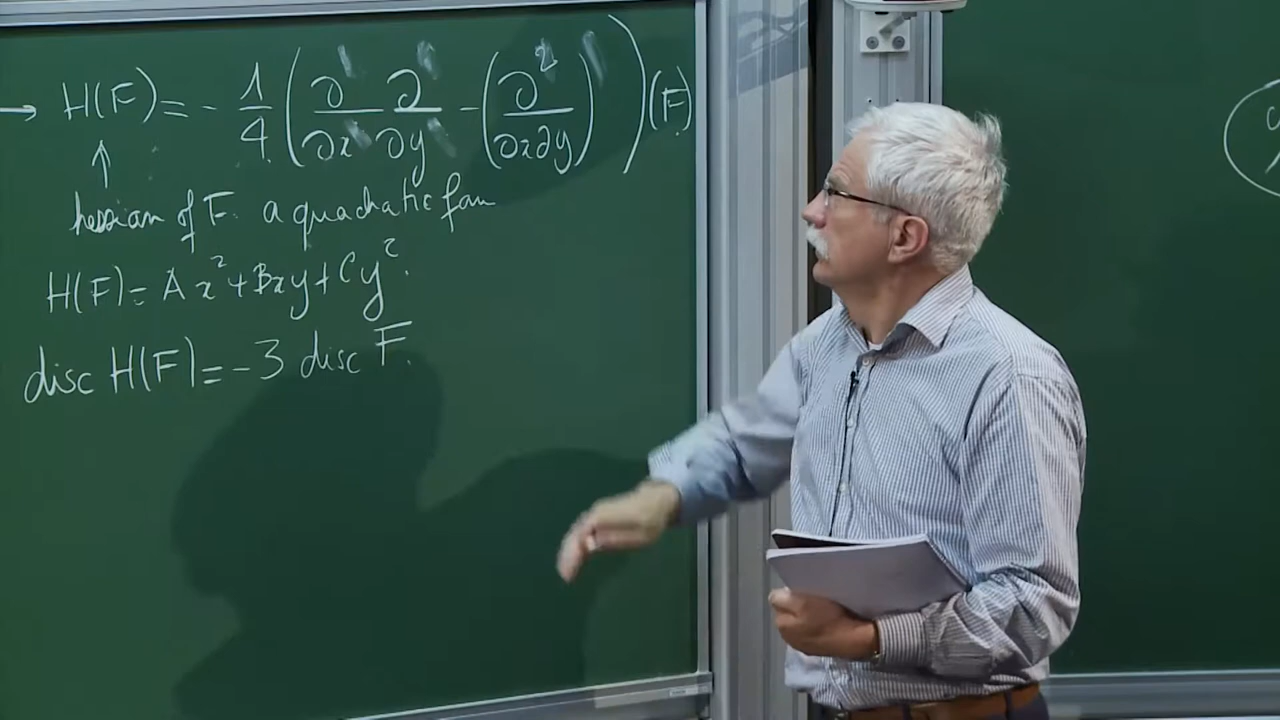 → H(F) = - 1/4 ( ∂/∂x ∂/∂y - ( ∂²/∂x∂y ) ) (F)
↑
hessian of F. a quadratic form
H(F) = Ax² + Bxy + Cy².
disc H(F) = -3 disc F.